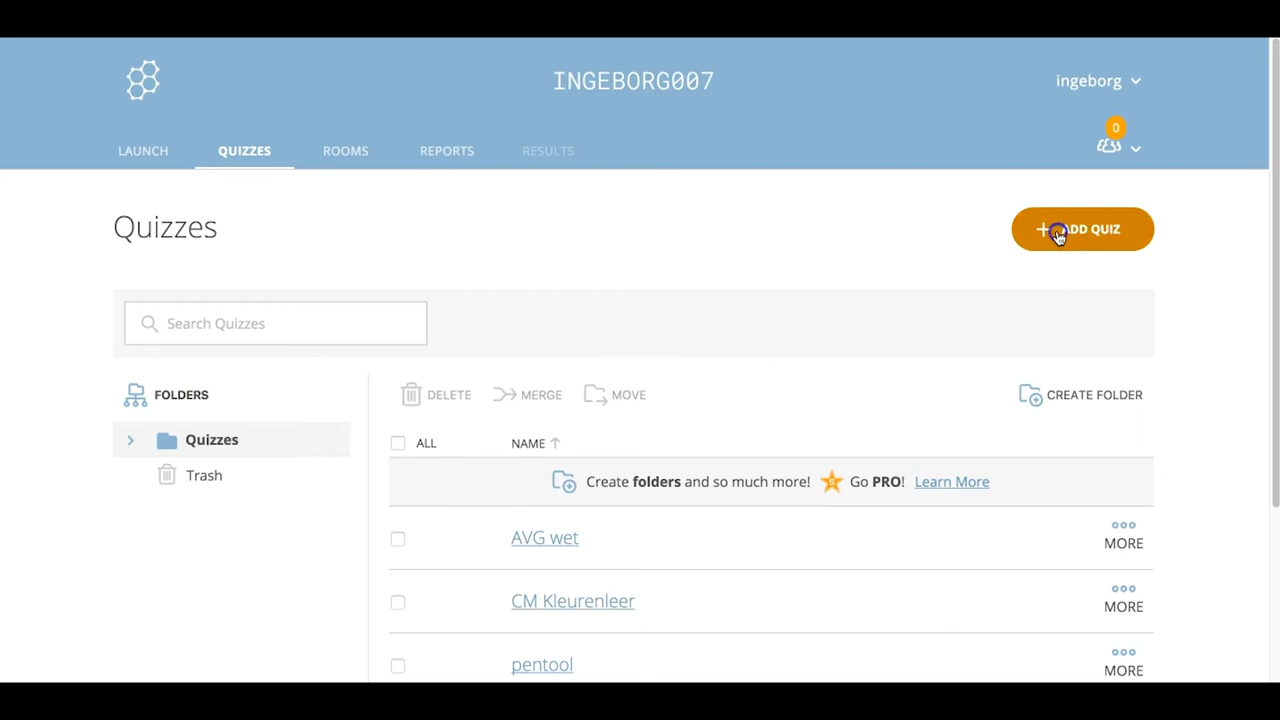 INGEBORG007
ingeborg
0
LAUNCH QUIZZES ROOMS REPORTS RESULTS
Quizzes
ADD QUIZ
Search Quizzes
FOLDERS
DELETE MERGE MOVE CREATE FOLDER
Quizzes
Trash
ALL NAME
Create folders and so much more! Go PRO! Learn More
AVG wet
MORE
CM Kleurenleer
MORE
pentool
MORE